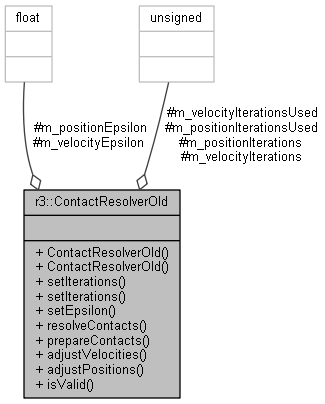 float
unsigned
#m_positionEpsilon
#m_velocityEpsilon
#m_velocityIterationsUsed
#m_positionIterationsUsed
#m_positionIterations
#m_velocityIterations
r3::ContactResolverOld
+ ContactResolverOld()
+ ContactResolverOld()
+ setIterations()
+ setIterations()
+ setEpsilon()
+ resolveContacts()
+ prepareContacts()
+ adjustVelocities()
+ adjustPositions()
+ isValid()